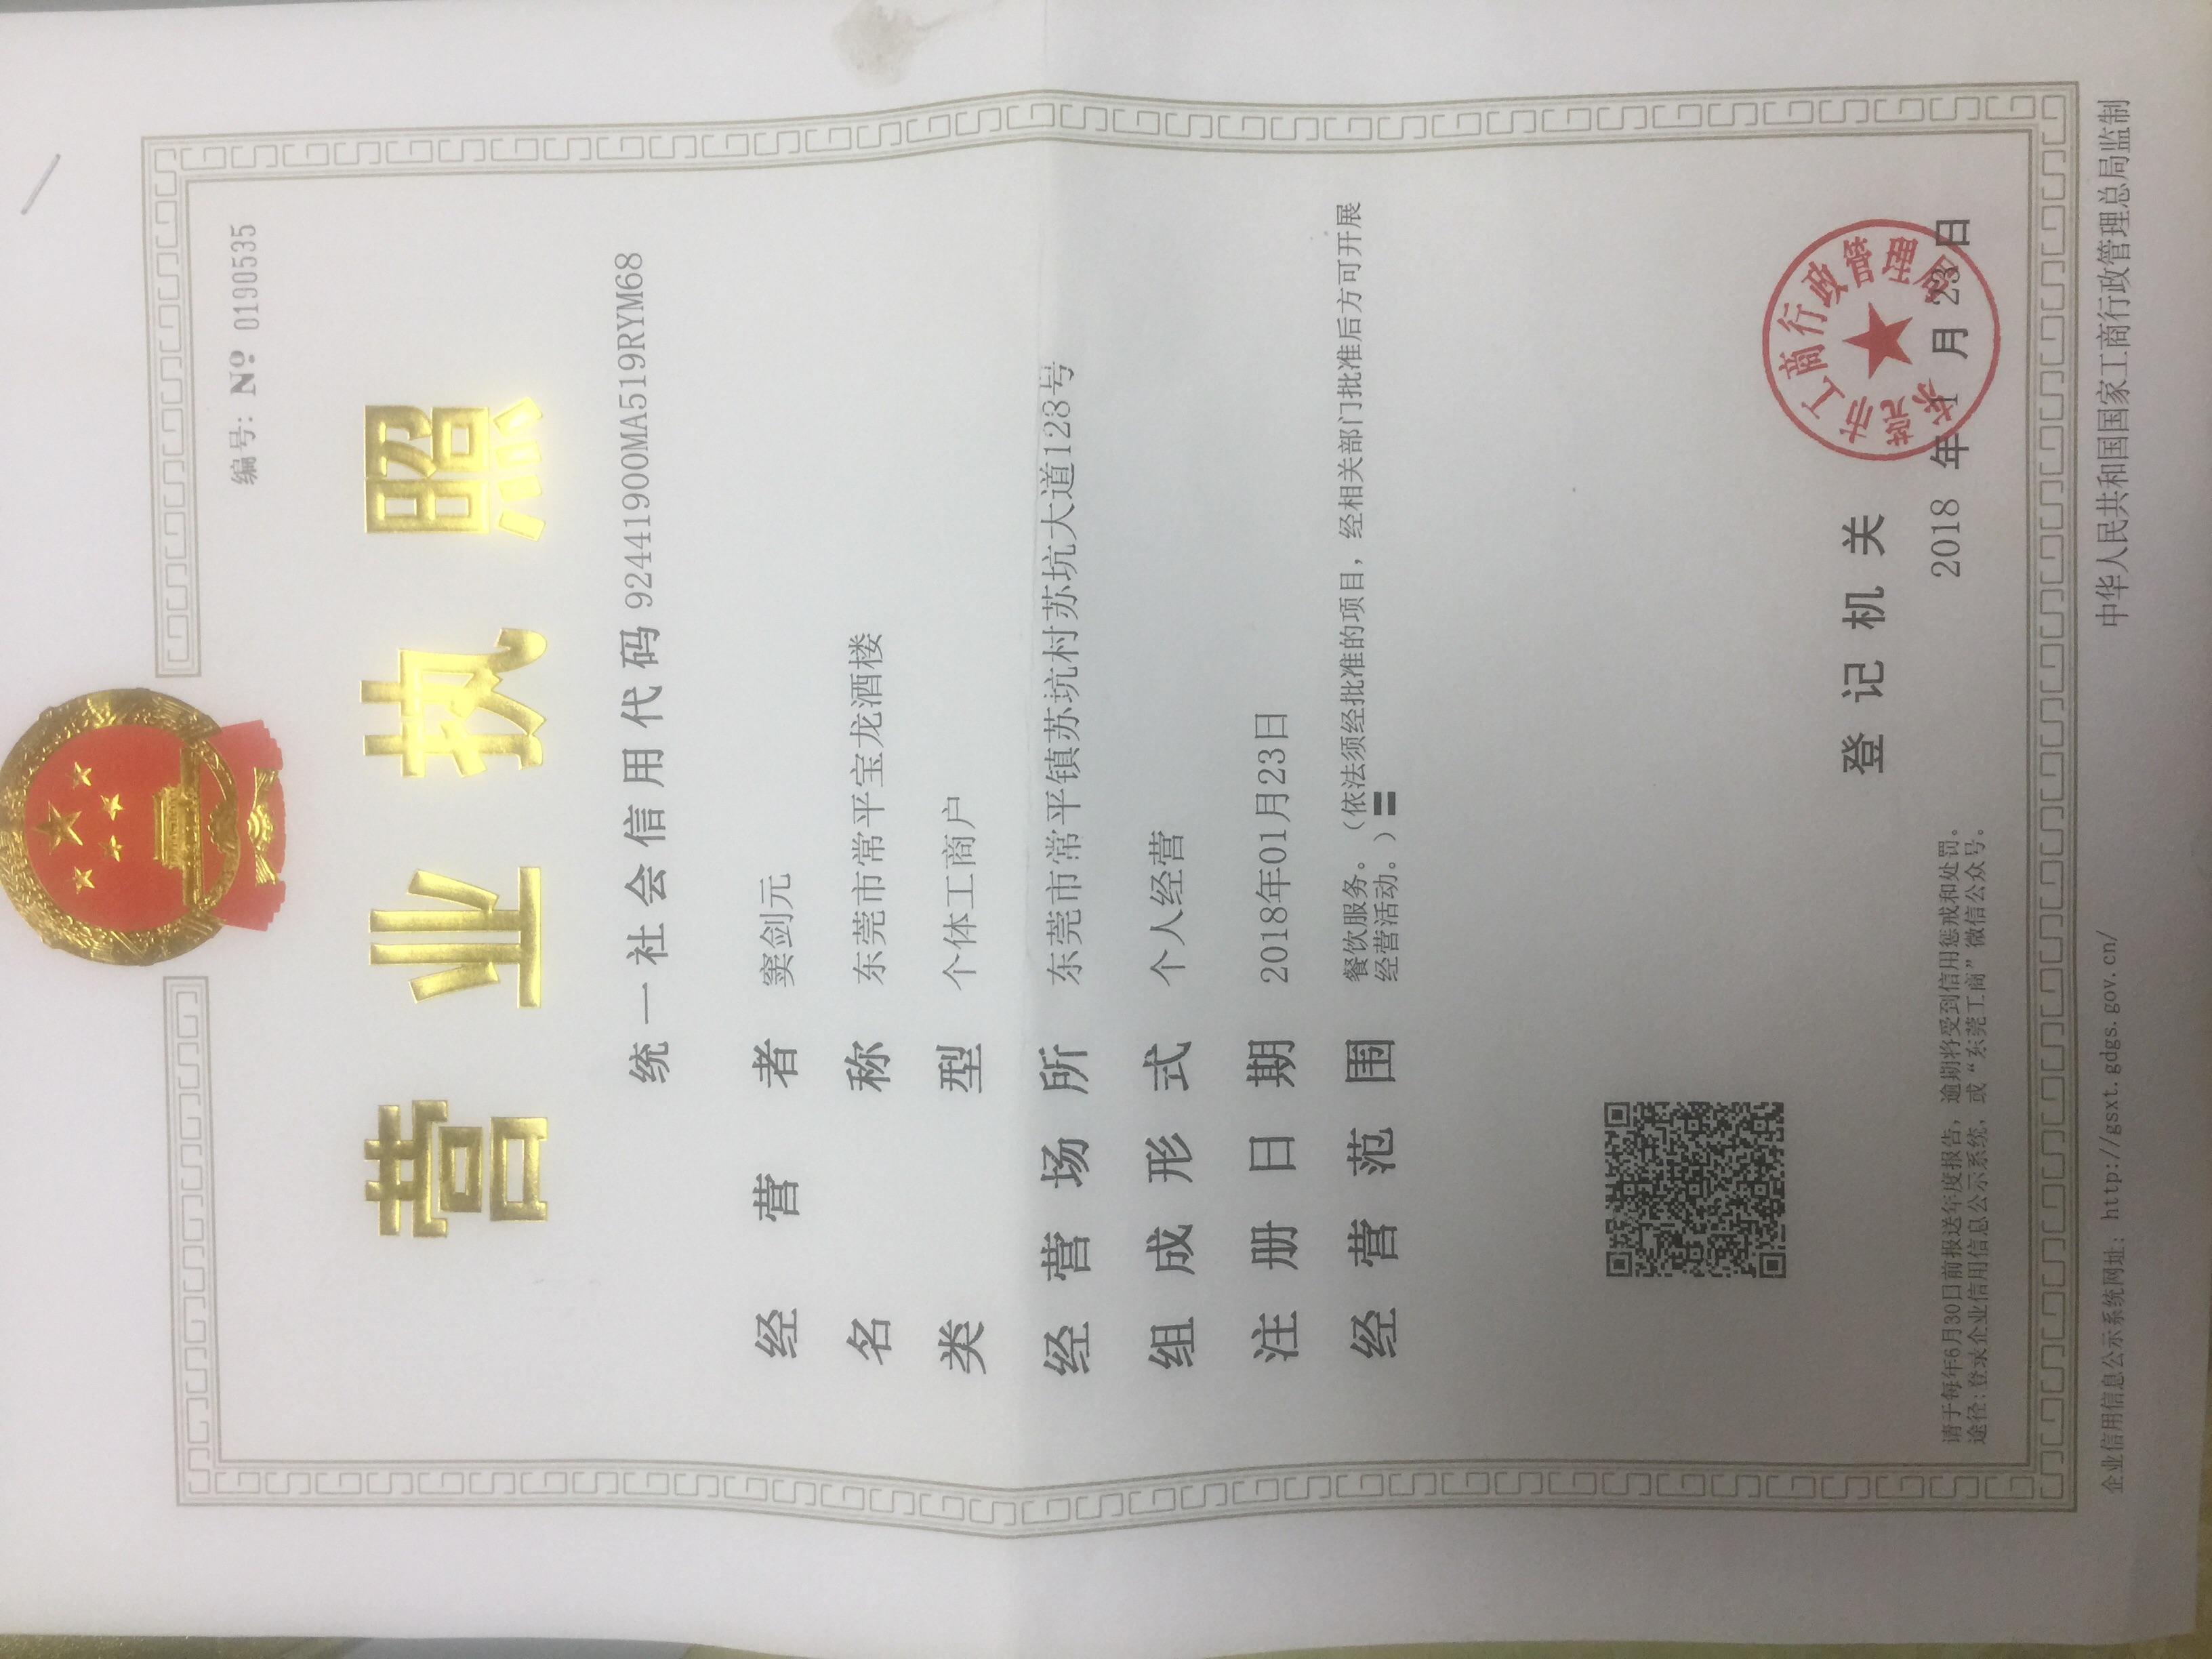 编号: № 0190535
营业执照
统一社会信用代码 92441900MA519RYM68
经营者 窦剑元
名称 东莞市常平宝龙酒楼
类型 个体工商户
经营场所 东莞市常平镇苏坑村苏坑大道123号
组成形式 个人经营
注册日期 2018年01月23日
经营范围 餐饮服务。（依法须经批准的项目，经相关部门批准后方可开展
经营活动。）〓
登记机关
2018 年 1 月 23 日
东莞市工商行政管理局
请于每年6月30日前报送年度报告，逾期将受到信用惩戒和处罚。
途径：登录企业信用信息公示系统，或“东莞工商”微信公众号。
企业信用信息公示系统网址：http://gsxt.gdgs.gov.cn/
中华人民共和国国家工商行政管理总局监制